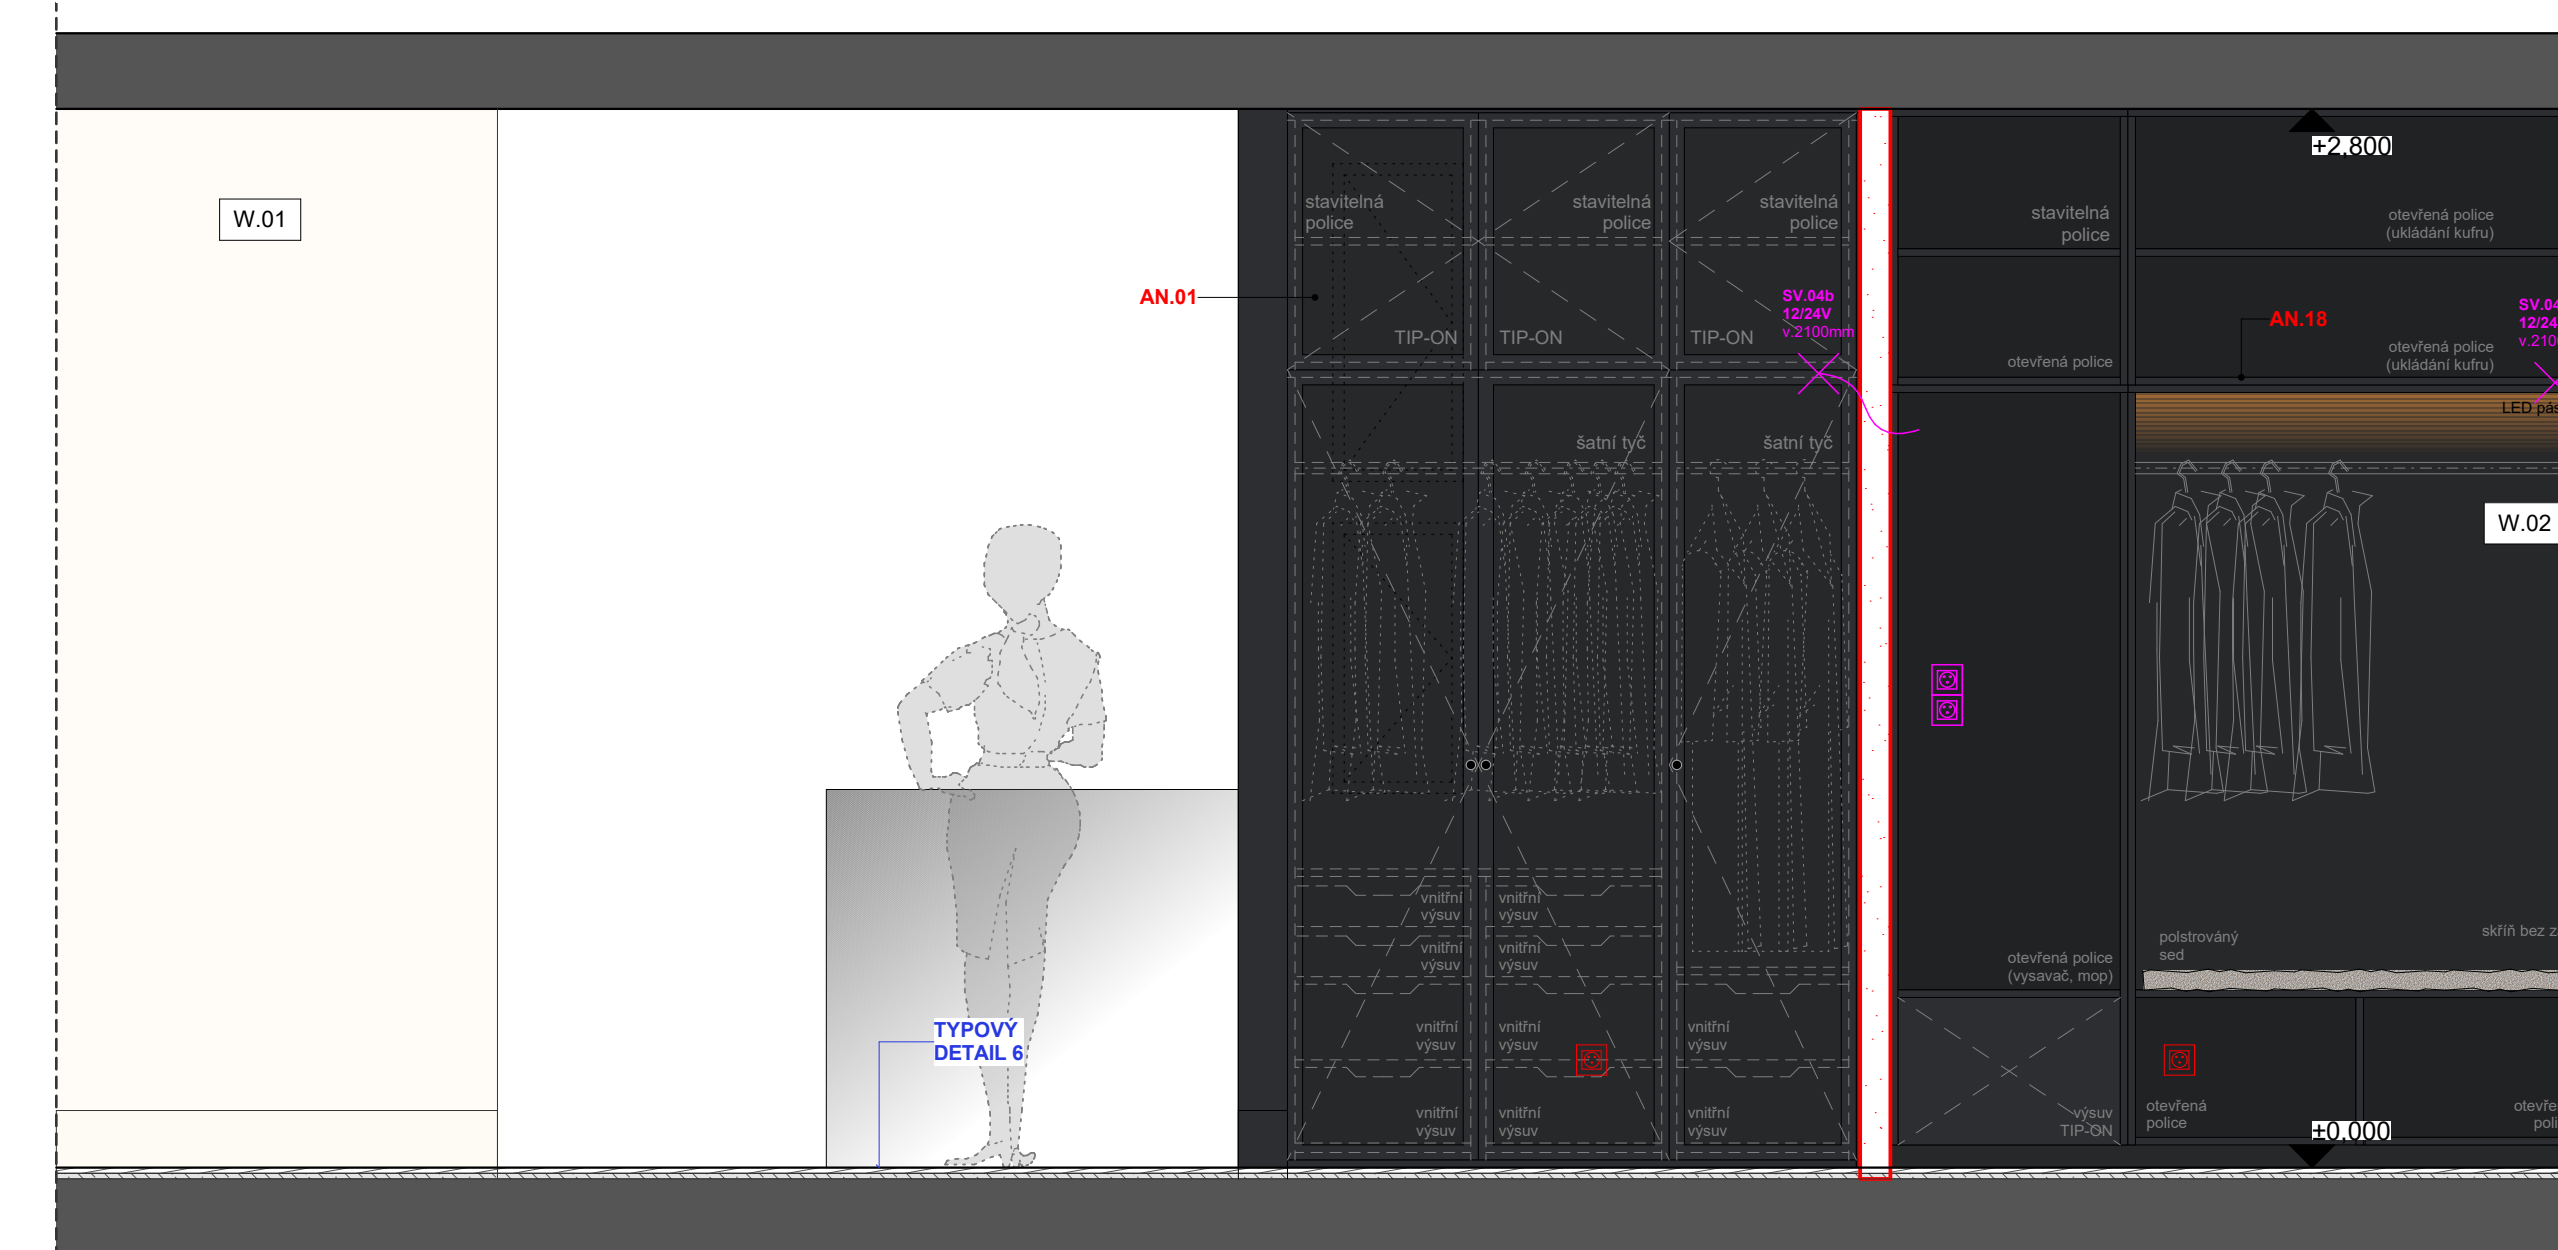 +2,800
W.01
stavitelná
police
stavitelná
police
stavitelná
police
stavitelná
police
otevřená police
(ukládání kufru)
AN.01
SV.04b
12/24V
v.2100mm
AN.18
TIP-ON
TIP-ON
TIP-ON
otevřená police
otevřená police
(ukládání kufru)
LED
šatní tyč
šatní tyč
W.02
vnitřní
výsuv
vnitřní
výsuv
vnitřní
výsuv
vnitřní
výsuv
polstrováný
sed
skříň bez
otevřená police
(vysavač, mop)
TYPOVÝ
DETAIL 6
vnitřní
výsuv
vnitřní
výsuv
vnitřní
výsuv
vnitřní
výsuv
vnitřní
výsuv
vnitřní
výsuv
výsuv
TIP-ON
otevřená
police
±0,000